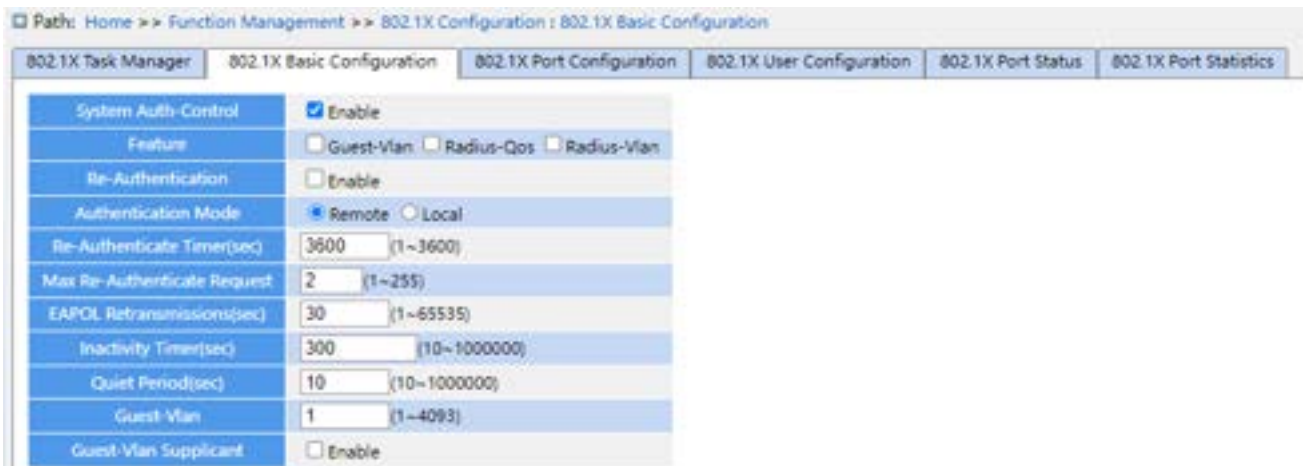 Path: Home >> Function Management >> 802.1X Configuration : 802.1X Basic Configuration
802.1X Task Manager 802.1X Basic Configuration 802.1X Port Configuration 802.1X User Configuration 802.1X Port Status 802.1X Port Statistics
System Auth-Control Enable
Feature Guest-Vlan Radius-Qos Radius-Vlan
Re-Authentication Enable
Authentication Mode Remote Local
Re-Authenticate Timer(sec) 3600 (1~3600)
Max Re-Authenticate Request 2 (1~255)
EAPOL Retransmissions(sec) 30 (1~65535)
Inactivity Timer(sec) 300 (10~1000000)
Quiet Period(sec) 10 (10~1000000)
Guest-Vlan 1 (1~4093)
Guest-Vlan Supplicant Enable